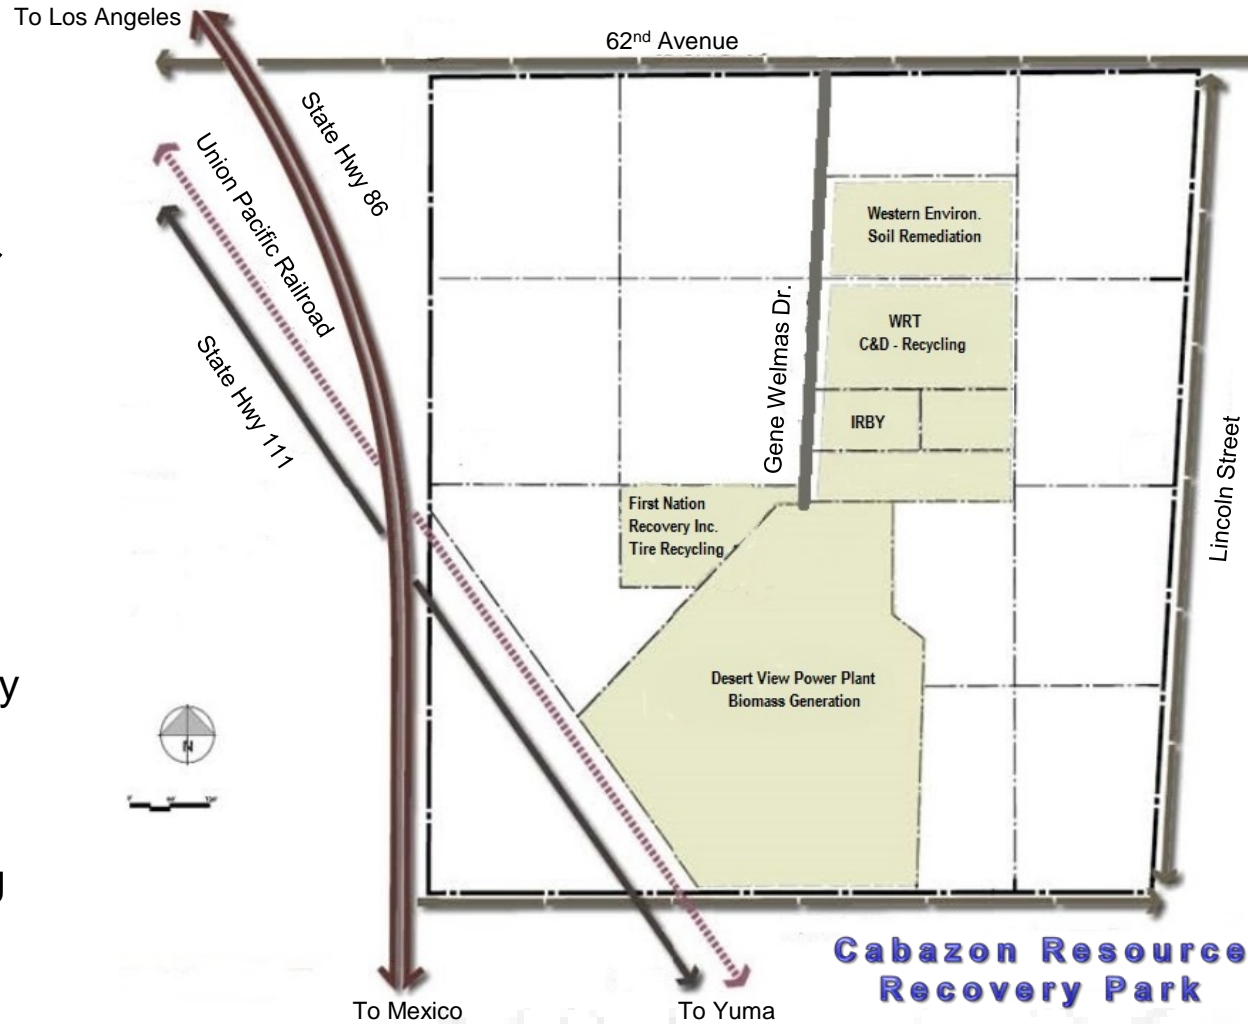 To Los Angeles
62nd Avenue
State Hwy 86
Union Pacific Railroad
State Hwy 111
Western Environ.
Soil Remediation
WRT
C&D - Recycling
Gene Welmas Dr.
IRBY
Lincoln Street
First Nation
Recovery Inc.
Tire Recycling
Desert View Power Plant
Biomass Generation
y
N
g
Cabazon Resource
Recovery Park
To Mexico
To Yuma